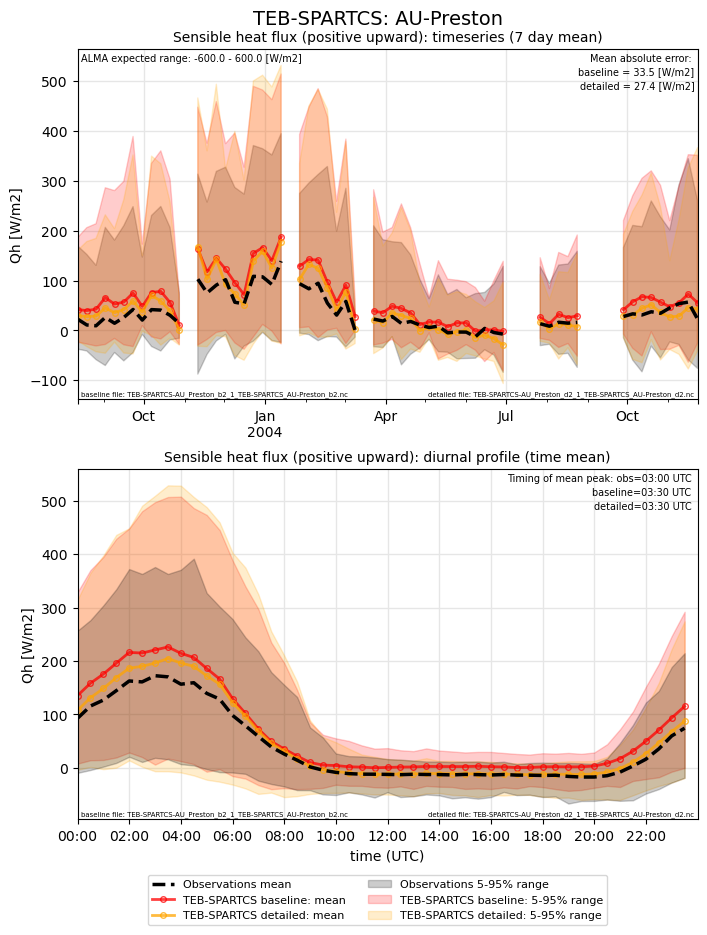 TEB-SPARTCS: AU-Preston
Sensible heat flux (positive upward): timeseries (7 day mean)
ALMA expected range: -600.0 - 600.0 [W/m2]
Mean absolute error:
baseline = 33.5 [W/m2]
detailed = 27.4 [W/m2]
500
400
300
200
100
0
−100
Qh [W/m2]
baseline file: TEB-SPARTCS-AU_Preston_b2_1_TEB-SPARTCS_AU-Preston_b2.nc
detailed file: TEB-SPARTCS-AU_Preston_d2_1_TEB-SPARTCS_AU-Preston_d2.nc
Oct Jan Apr Jul Oct
2004
Sensible heat flux (positive upward): diurnal profile (time mean)
Timing of mean peak: obs=03:00 UTC
baseline=03:30 UTC
detailed=03:30 UTC
500
400
300
200
100
0
Qh [W/m2]
baseline file: TEB-SPARTCS-AU_Preston_b2_1_TEB-SPARTCS_AU-Preston_b2.nc
detailed file: TEB-SPARTCS-AU_Preston_d2_1_TEB-SPARTCS_AU-Preston_d2.nc
00:00 02:00 04:00 06:00 08:00 10:00 12:00 14:00 16:00 18:00 20:00 22:00
time (UTC)
Observations mean
TEB-SPARTCS baseline: mean
TEB-SPARTCS detailed: mean
Observations 5-95% range
TEB-SPARTCS baseline: 5-95% range
TEB-SPARTCS detailed: 5-95% range